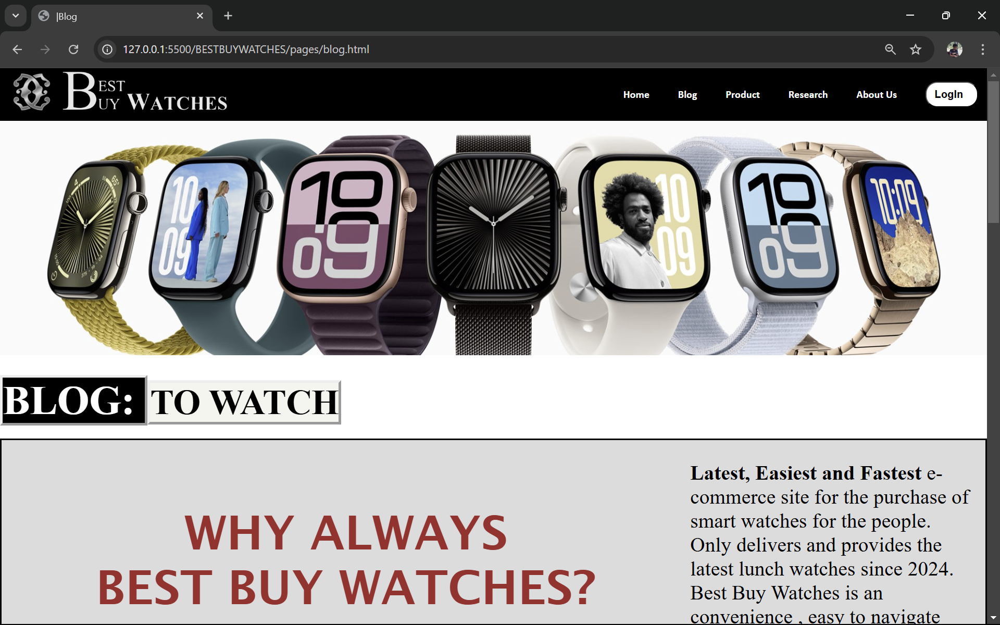 |Blog
127.0.0.1:5500/BESTBUYWATCHES/pages/blog.html
BEST BUY WATCHES
Home Blog Product Research About Us LogIn
10 09
10 09
10 09
10 09
10:09
BLOG: TO WATCH
WHY ALWAYS
BEST BUY WATCHES?
Latest, Easiest and Fastest e-
commerce site for the purchase of
smart watches for the people.
Only delivers and provides the
latest lunch watches since 2024.
Best Buy Watches is an
convenience , easy to navigate